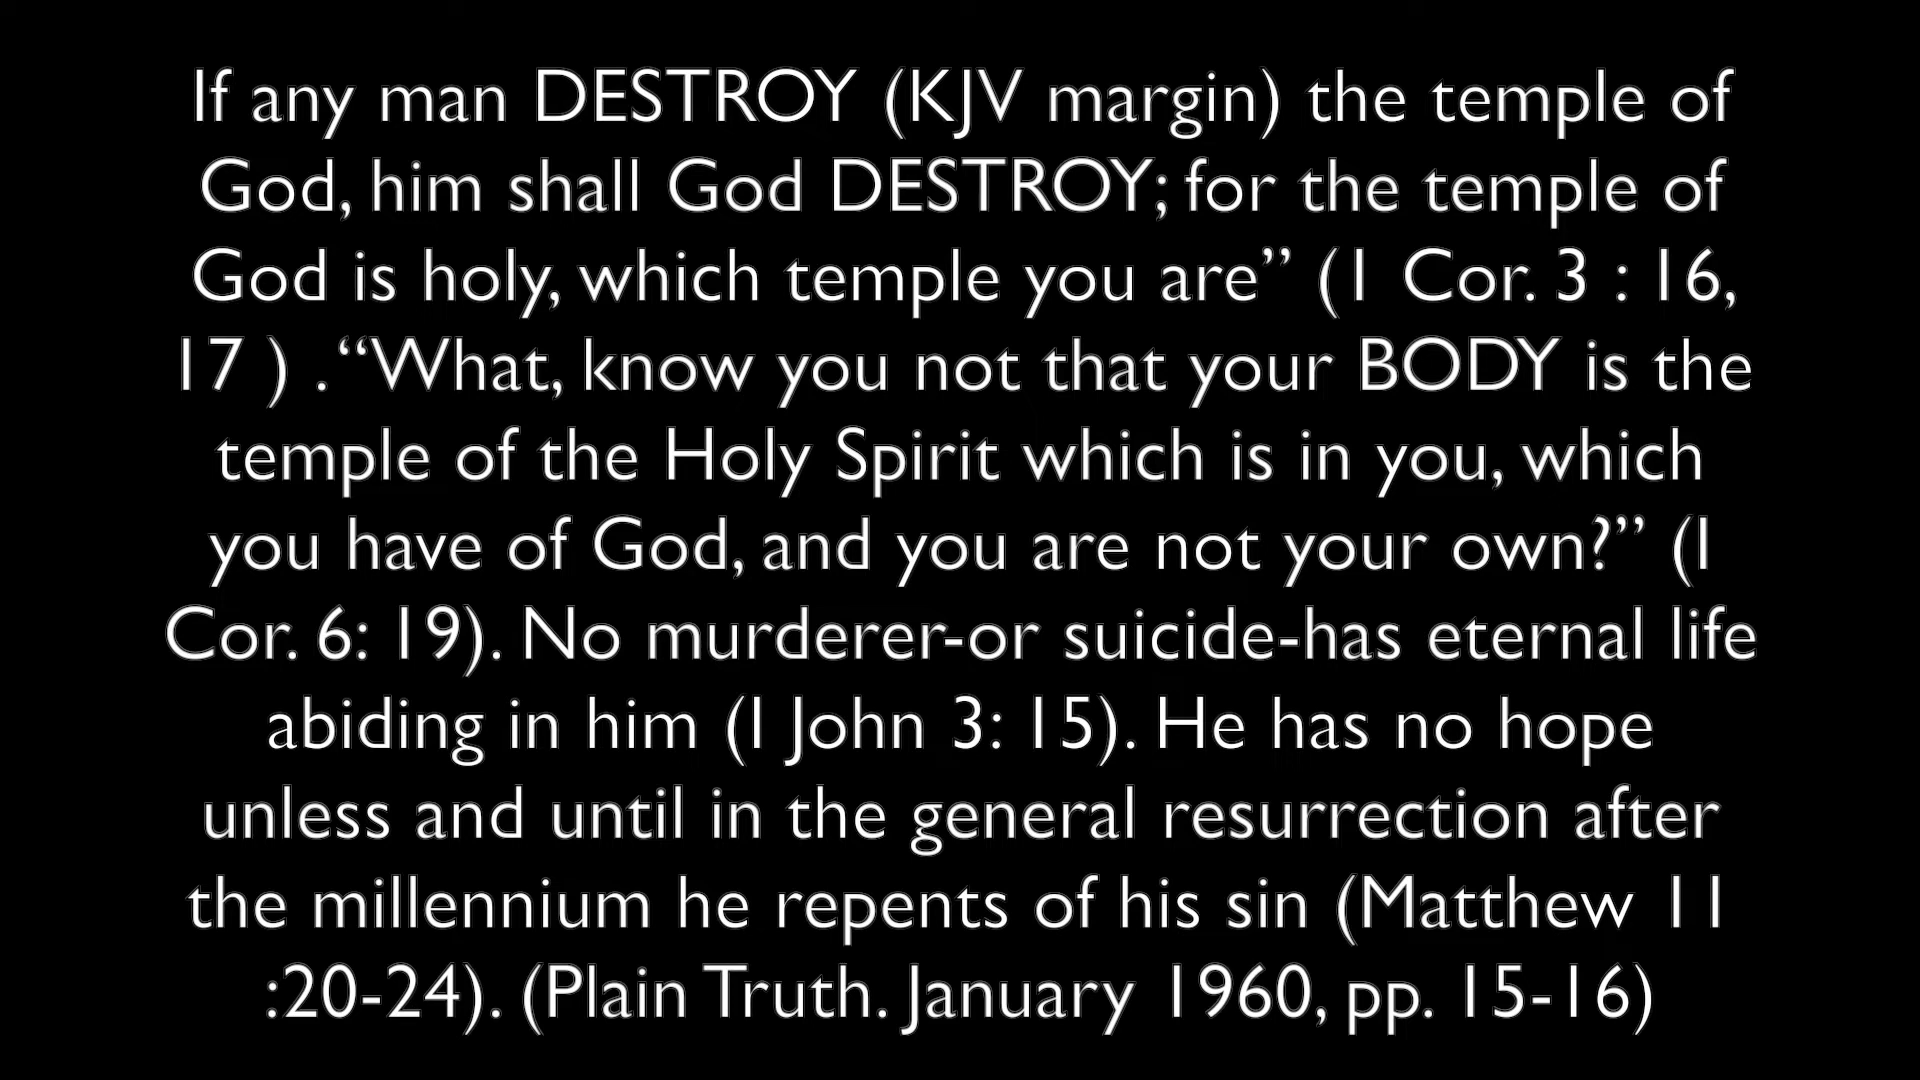 If any man DESTROY (KJV margin) the temple of
God, him shall God DESTROY; for the temple of
God is holy, which temple you are” (1 Cor. 3 : 16,
17 ) . “What, know you not that your BODY is the
temple of the Holy Spirit which is in you, which
you have of God, and you are not your own?” (I
Cor. 6: 19). No murderer-or suicide-has eternal life
abiding in him (I John 3: 15). He has no hope
unless and until in the general resurrection after
the millennium he repents of his sin (Matthew 11
:20-24). (Plain Truth. January 1960, pp. 15-16)